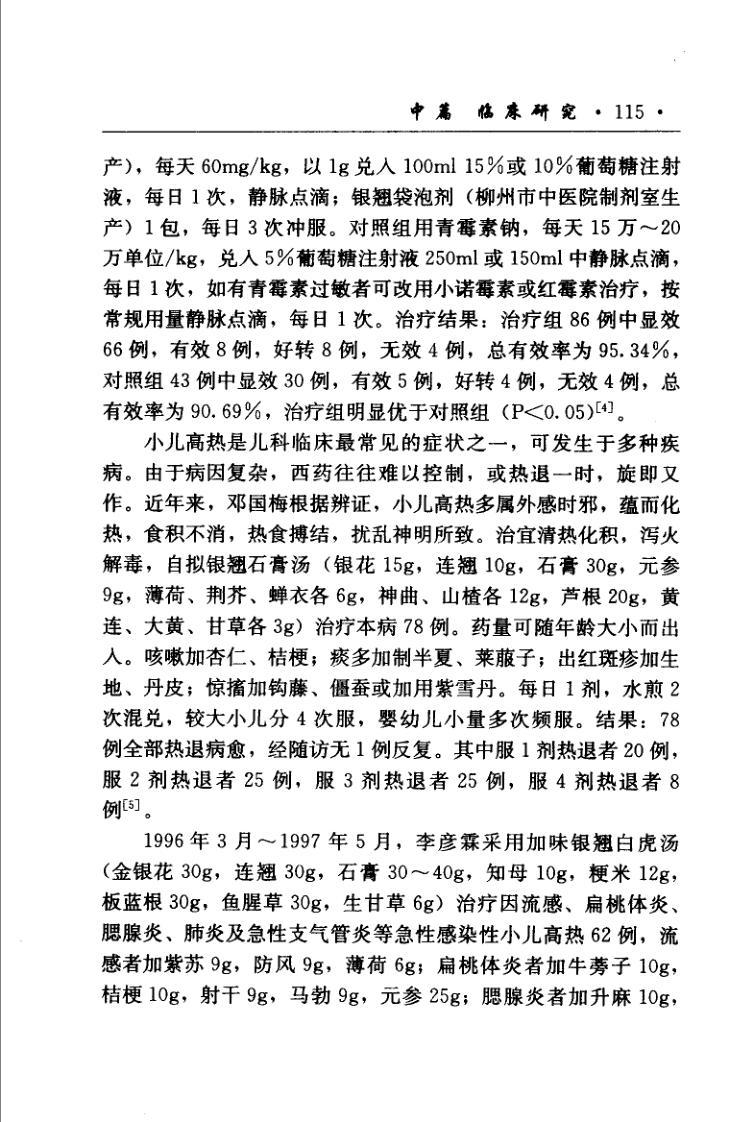 中篇 临床研究 ·115·
产），每天 60mg/kg，以 1g 兑入 100ml 15％或 10％葡萄糖注射
液，每日 1 次，静脉点滴；银翘袋泡剂（柳州市中医院制剂室生
产）1 包，每日 3 次冲服。对照组用青霉素钠，每天 15 万～20
万单位/kg，兑入 5％葡萄糖注射液 250ml 或 150ml 中静脉点滴，
每日 1 次，如有青霉素过敏者可改用小诺霉素或红霉素治疗，按
常规用量静脉点滴，每日 1 次。治疗结果：治疗组 86 例中显效
66 例，有效 8 例，好转 8 例，无效 4 例，总有效率为 95.34％，
对照组 43 例中显效 30 例，有效 5 例，好转 4 例，无效 4 例，总
有效率为 90.69％，治疗组明显优于对照组（P<0.05）[4]。
小儿高热是儿科临床最常见的症状之一，可发生于多种疾
病。由于病因复杂，西药往往难以控制，或热退一时，旋即又
作。近年来，邓国梅根据辨证，小儿高热多属外感时邪，蕴而化
热，食积不消，热食搏结，扰乱神明所致。治宜清热化积，泻火
解毒，自拟银翘石膏汤（银花 15g，连翘 10g，石膏 30g，元参
9g，薄荷、荆芥、蝉衣各 6g，神曲、山楂各 12g，芦根 20g，黄
连、大黄、甘草各 3g）治疗本病 78 例。药量可随年龄大小而出
入。咳嗽加杏仁、桔梗；痰多加制半夏、莱菔子；出红斑疹加生
地、丹皮；惊搐加钩藤、僵蚕或加用紫雪丹。每日 1 剂，水煎 2
次混兑，较大小儿分 4 次服，婴幼儿小量多次频服。结果：78
例全部热退病愈，经随访无 1 例反复。其中服 1 剂热退者 20 例，
服 2 剂热退者 25 例，服 3 剂热退者 25 例，服 4 剂热退者 8
例[5]。
1996 年 3 月～1997 年 5 月，李彦霖采用加味银翘白虎汤
（金银花 30g，连翘 30g，石膏 30～40g，知母 10g，粳米 12g，
板蓝根 30g，鱼腥草 30g，生甘草 6g）治疗因流感、扁桃体炎、
腮腺炎、肺炎及急性支气管炎等急性感染性小儿高热 62 例，流
感者加紫苏 9g，防风 9g，薄荷 6g；扁桃体炎者加牛蒡子 10g，
桔梗 10g，射干 9g，马勃 9g，元参 25g；腮腺炎者加升麻 10g，